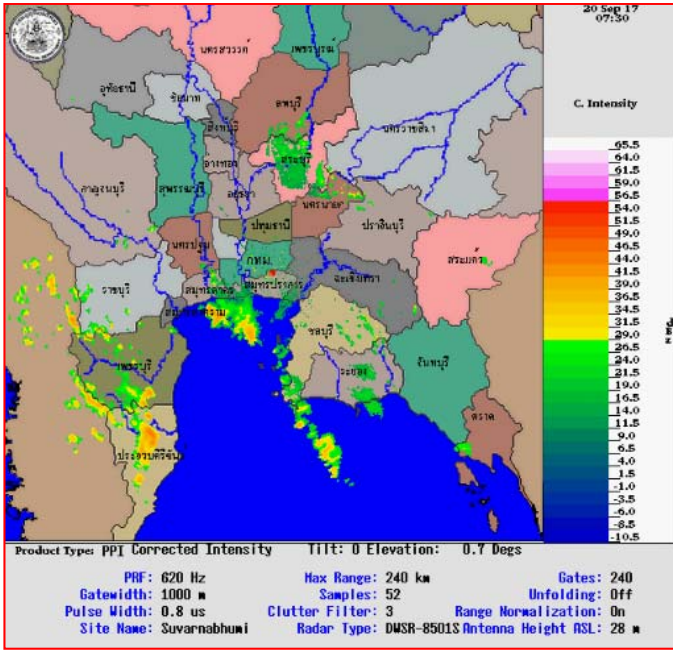 20 Sep 17
07:30
C. Intensity
นครสวรรค์
เพชรบูรณ์
อุทัยธานี
ชัยนาท
ลพบุรี
สิงห์บุรี
นครราชสีมา
อ่างทอง
สระบุรี
กาญจนบุรี
สุพรรณบุรี
อยุธยา
นครนายก
ปราจีนบุรี
ปทุมธานี
นครปฐม
กทม.
สระแก้ว
ฉะเชิงเทรา
ราชบุรี
สมุทรสาคร
สมุทรปราการ
สมุทรสงคราม
ชลบุรี
เพชรบุรี
ระยอง
จันทบุรี
ตราด
ประจวบคีรีขันธ์
65.5
64.0
61.5
59.0
56.5
54.0
51.5
49.0
46.5
44.0
41.5
39.0
36.5
34.0
31.5
29.0
26.5
24.0
21.5
19.0
16.5
14.0
11.5
9.0
6.5
4.0
1.5
-1.0
-3.5
-6.0
-8.5
-10.5
Product Type: PPI Corrected Intensity Tilt: 0 Elevation: 0.7 Degs
PRF: 620 Hz Max Range: 240 km Gates: 240
Gatewidth: 1000 m Samples: 52 Unfolding: Off
Pulse Width: 0.8 us Clutter Filter: 3 Range Normalization: On
Site Name: Suvarnabhumi Radar Type: DWSR-8501S Antenna Height ASL: 28 m